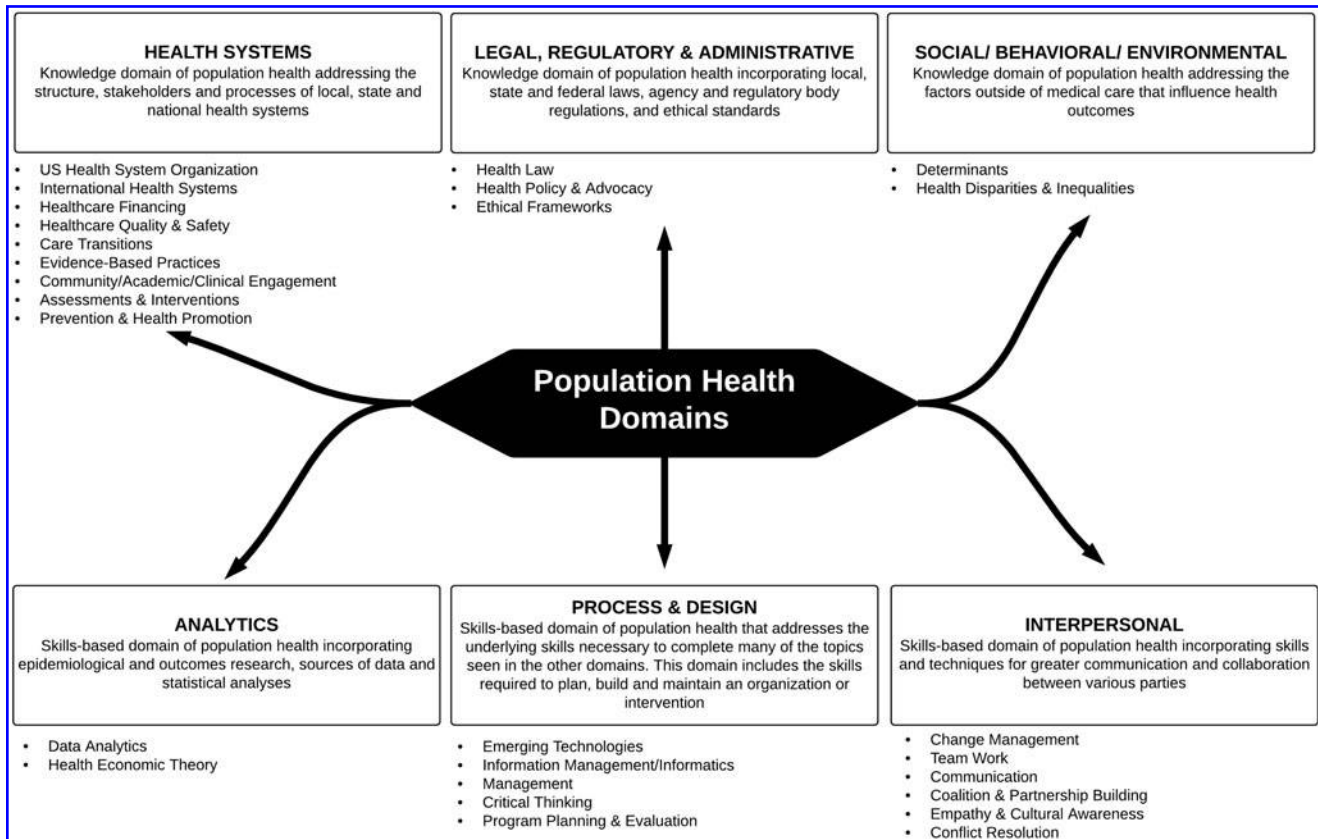 HEALTH SYSTEMS
Knowledge domain of population health addressing the
structure, stakeholders and processes of local, state and
national health systems
• US Health System Organization
• International Health Systems
• Healthcare Financing
• Healthcare Quality & Safety
• Care Transitions
• Evidence-Based Practices
• Community/Academic/Clinical Engagement
• Assessments & Interventions
• Prevention & Health Promotion
LEGAL, REGULATORY & ADMINISTRATIVE
Knowledge domain of population health incorporating local,
state and federal laws, agency and regulatory body
regulations, and ethical standards
• Health Law
• Health Policy & Advocacy
• Ethical Frameworks
SOCIAL/ BEHAVIORAL/ ENVIRONMENTAL
Knowledge domain of population health addressing the
factors outside of medical care that influence health
outcomes
• Determinants
• Health Disparities & Inequalities
Population Health
Domains
ANALYTICS
Skills-based domain of population health incorporating
epidemiological and outcomes research, sources of data and
statistical analyses
• Data Analytics
• Health Economic Theory
PROCESS & DESIGN
Skills-based domain of population health that addresses the
underlying skills necessary to complete many of the topics
seen in the other domains. This domain includes the skills
required to plan, build and maintain an organization or
intervention
• Emerging Technologies
• Information Management/Informatics
• Management
• Critical Thinking
• Program Planning & Evaluation
INTERPERSONAL
Skills-based domain of population health incorporating skills
and techniques for greater communication and collaboration
between various parties
• Change Management
• Team Work
• Communication
• Coalition & Partnership Building
• Empathy & Cultural Awareness
• Conflict Resolution